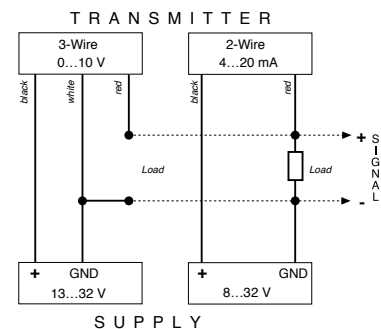 TRANSMITTER
3-Wire
0…10 V
2-Wire
4…20 mA
black
white
red
black
red
+
SIGNAL
Load
Load
-
+ GND
13…32 V
+ GND
8…32 V
SUPPLY